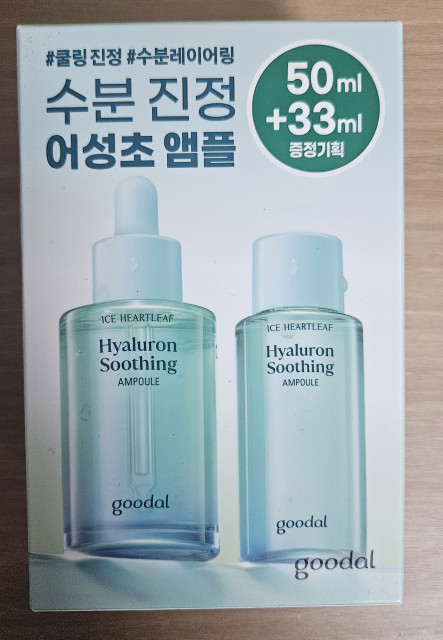 #쿨링 진정 #수분레이어링
수분 진정
어성초 앰플
50ml
+33ml
증정기획
ICE HEARTLEAF
Hyaluron
Soothing
AMPOULE
goodal
ICE HEARTLEAF
Hyaluron
Soothing
AMPOULE
goodal
goodal